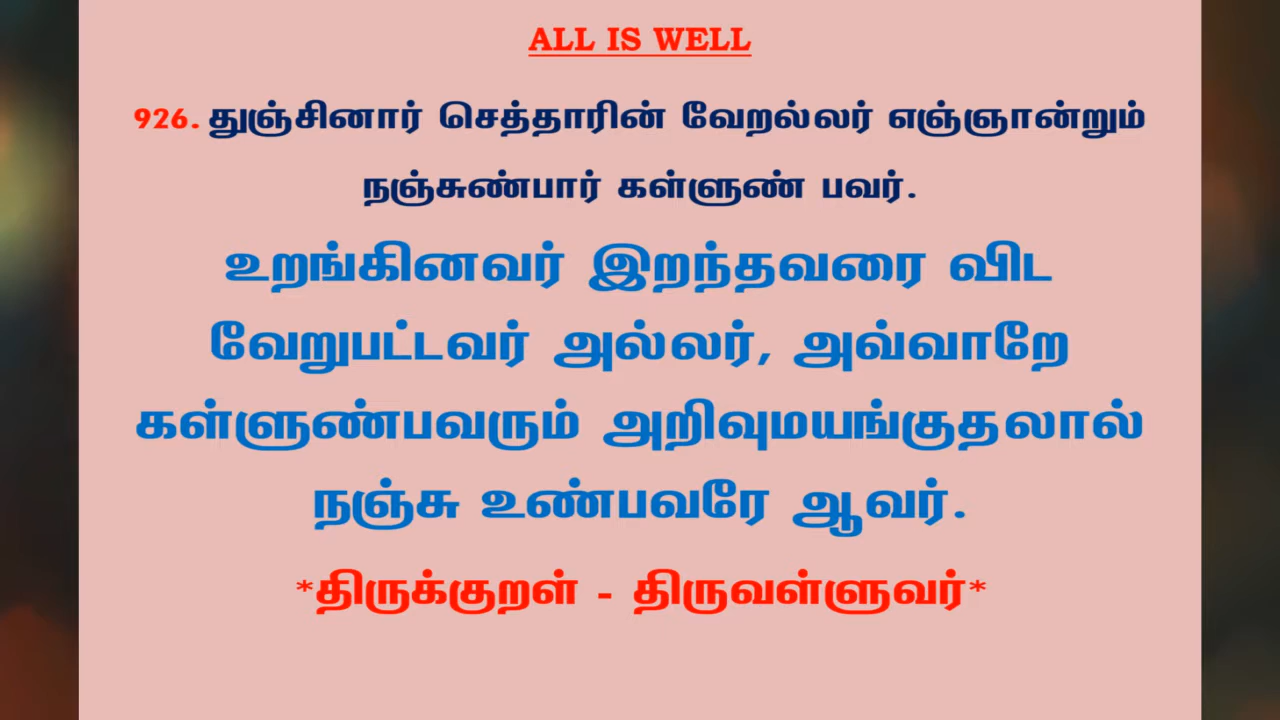 ALL IS WELL
926. துஞ்சினார் செத்தாரின் வேறல்லர் எஞ்ஞான்றும்
நஞ்சுண்பார் கள்ளுண் பவர்.
உறங்கினவர் இறந்தவரை விட
வேறுபட்டவர் அல்லர், அவ்வாறே
கள்ளுண்பவரும் அறிவுமயங்குதலால்
நஞ்சு உண்பவரே ஆவர்.
*திருக்குறள் - திருவள்ளுவர்*